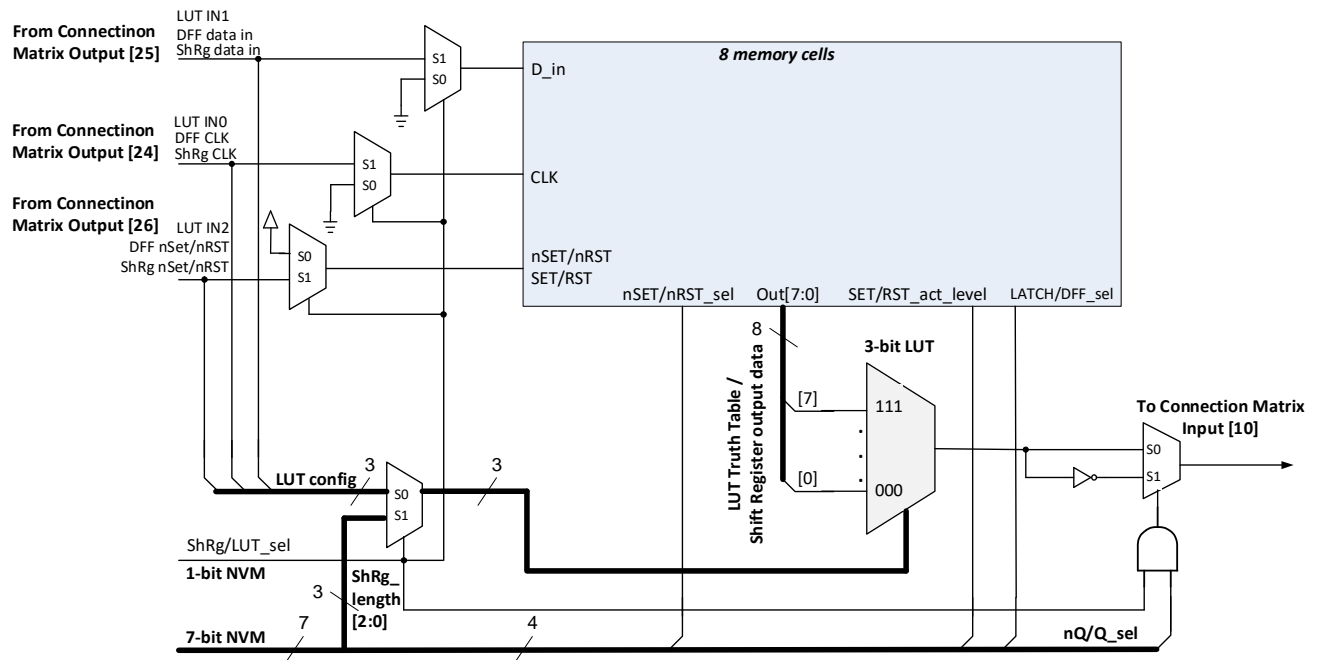 LUT IN1
From Connectinon
Matrix Output [25]
DFF data in
ShRg data in
S1
S0
8 memory cells
D_in
From Connectinon
Matrix Output [24]
LUT IN0
DFF CLK
ShRg CLK
S1
S0
CLK
From Connectinon
Matrix Output [26]
LUT IN2
DFF nSet/nRST
ShRg nSet/nRST
S0
S1
nSET/nRST
SET/RST
nSET/nRST_sel
Out[7:0]
SET/RST_act_level
LATCH/DFF_sel
8
3-bit LUT
LUT Truth Table /
Shift Register output data
[7]
111
[0]
000
To Connection Matrix
Input [10]
S0
S1
LUT config
3
3
S0
S1
ShRg/LUT_sel
1-bit NVM
ShRg_
length
[2:0]
3
7-bit NVM
7
4
nQ/Q_sel